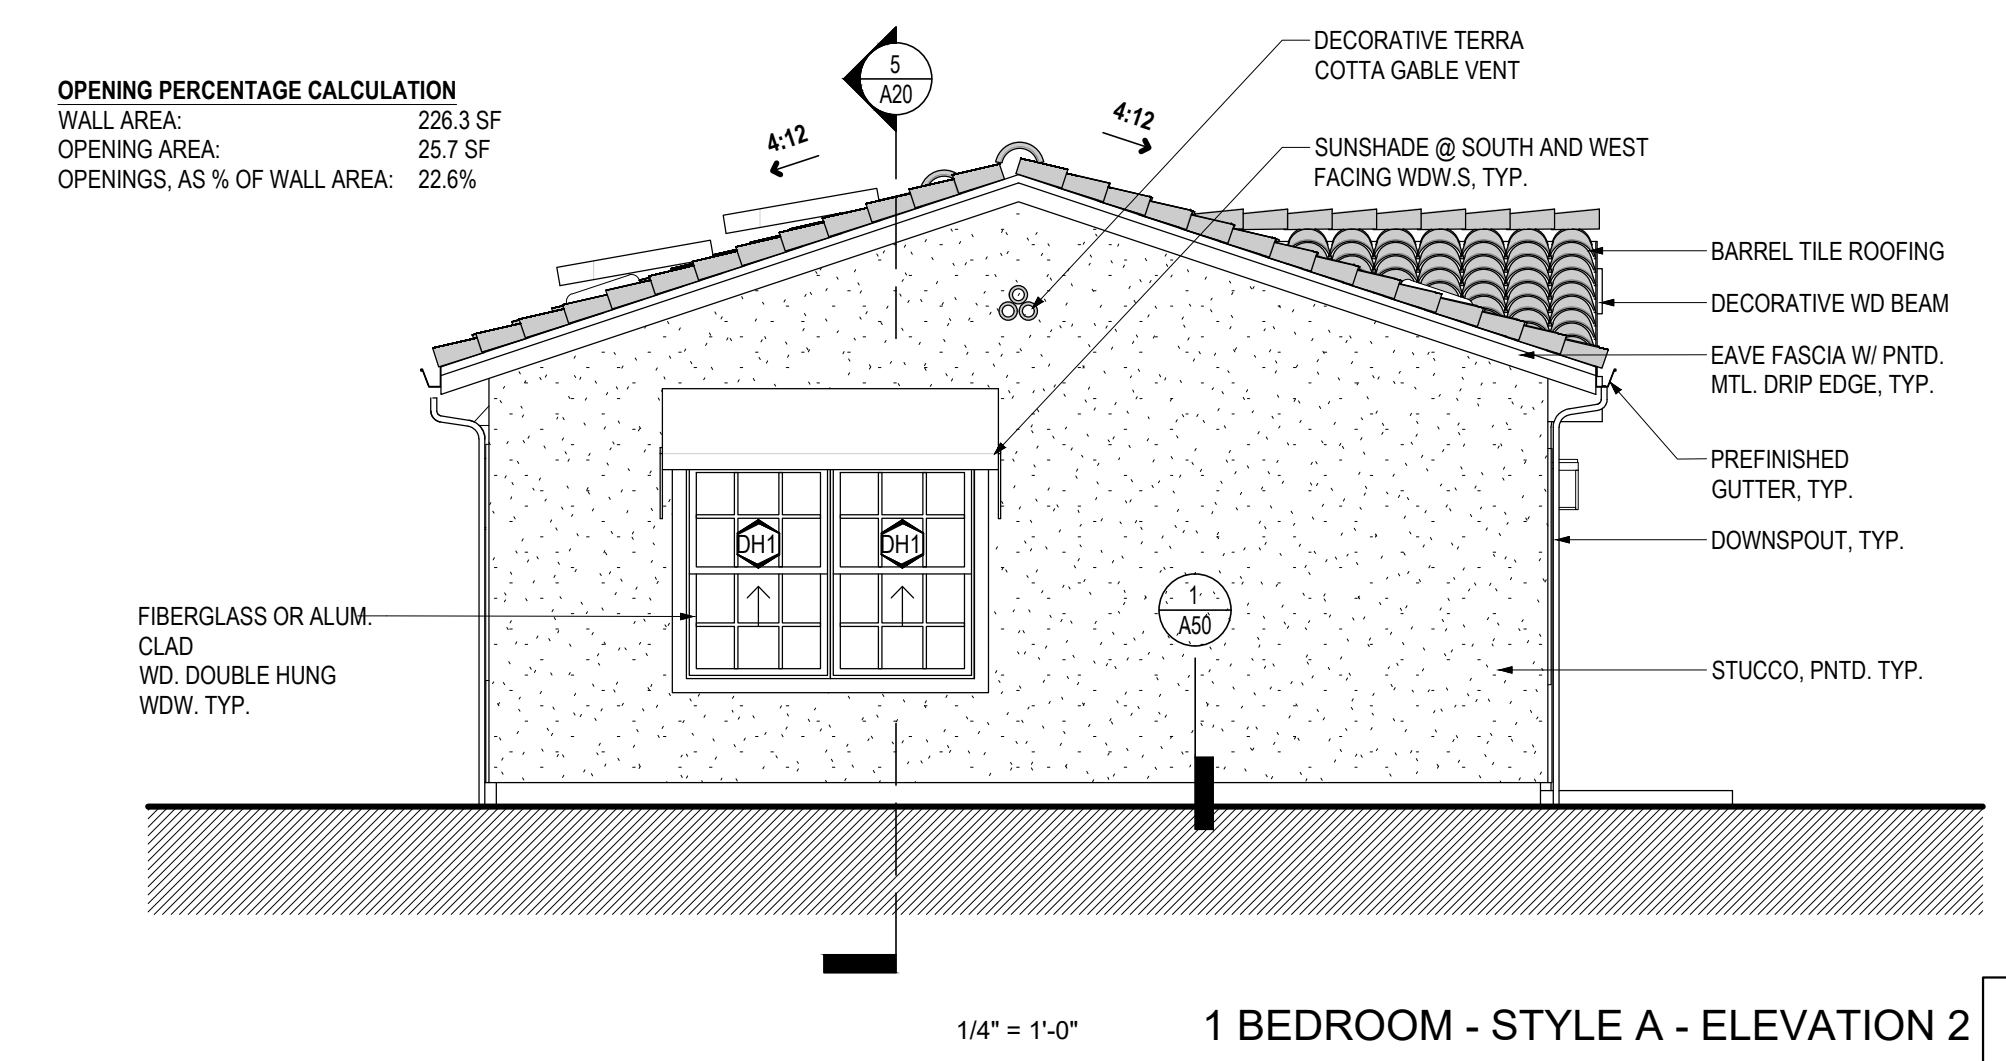 OPENING PERCENTAGE CALCULATION
WALL AREA: 226.3 SF
OPENING AREA: 25.7 SF
OPENINGS, AS % OF WALL AREA: 22.6%
5
A20
4:12
4:12
DECORATIVE TERRA
COTTA GABLE VENT
SUNSHADE @ SOUTH AND WEST
FACING WDW.S, TYP.
BARREL TILE ROOFING
DECORATIVE WD BEAM
EAVE FASCIA W/ PNTD.
MTL. DRIP EDGE, TYP.
PREFINISHED
GUTTER, TYP.
DOWNSPOUT, TYP.
STUCCO, PNTD. TYP.
DH1
DH1
1
A50
FIBERGLASS OR ALUM.
CLAD
WD. DOUBLE HUNG
WDW. TYP.
1/4" = 1'-0"
1 BEDROOM - STYLE A - ELEVATION 2